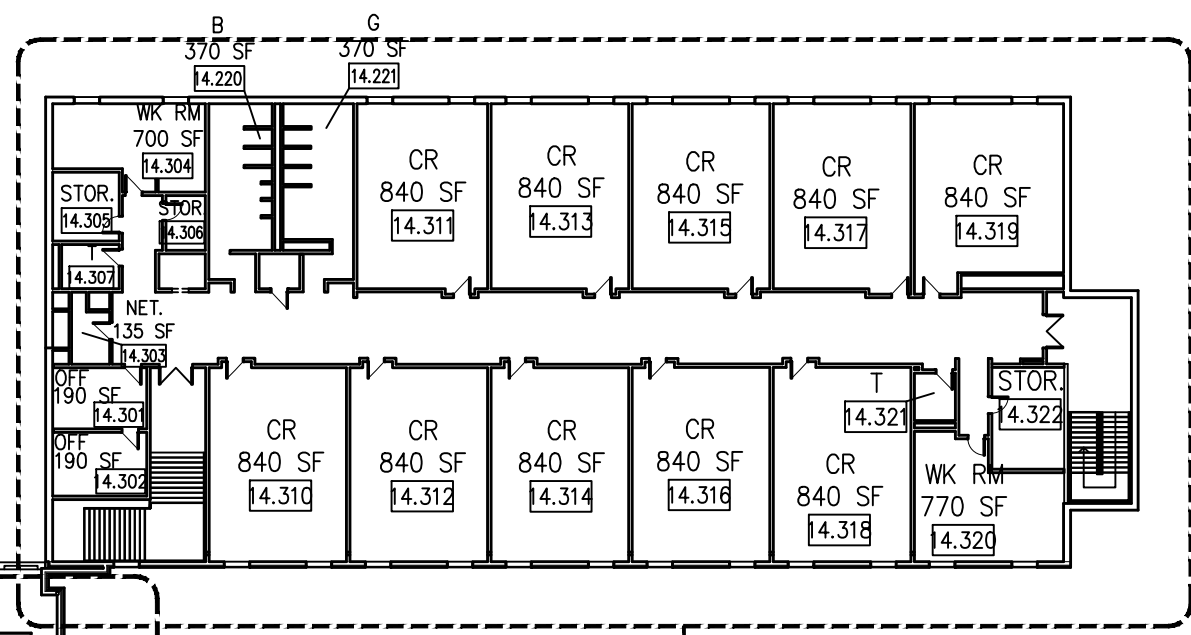 B
370 SF
14.220
G
370 SF
14.221
WK RM
700 SF
14.304
STOR.
14.305
STOR.
14.306
T
14.307
NET.
135 SF
14.303
CR
840 SF
14.311
CR
840 SF
14.313
CR
840 SF
14.315
CR
840 SF
14.317
CR
840 SF
14.319
OFF
190 SF
14.301
OFF
190 SF
14.302
CR
840 SF
14.310
CR
840 SF
14.312
CR
840 SF
14.314
CR
840 SF
14.316
CR
840 SF
14.318
T
14.321
STOR.
14.322
WK RM
770 SF
14.320